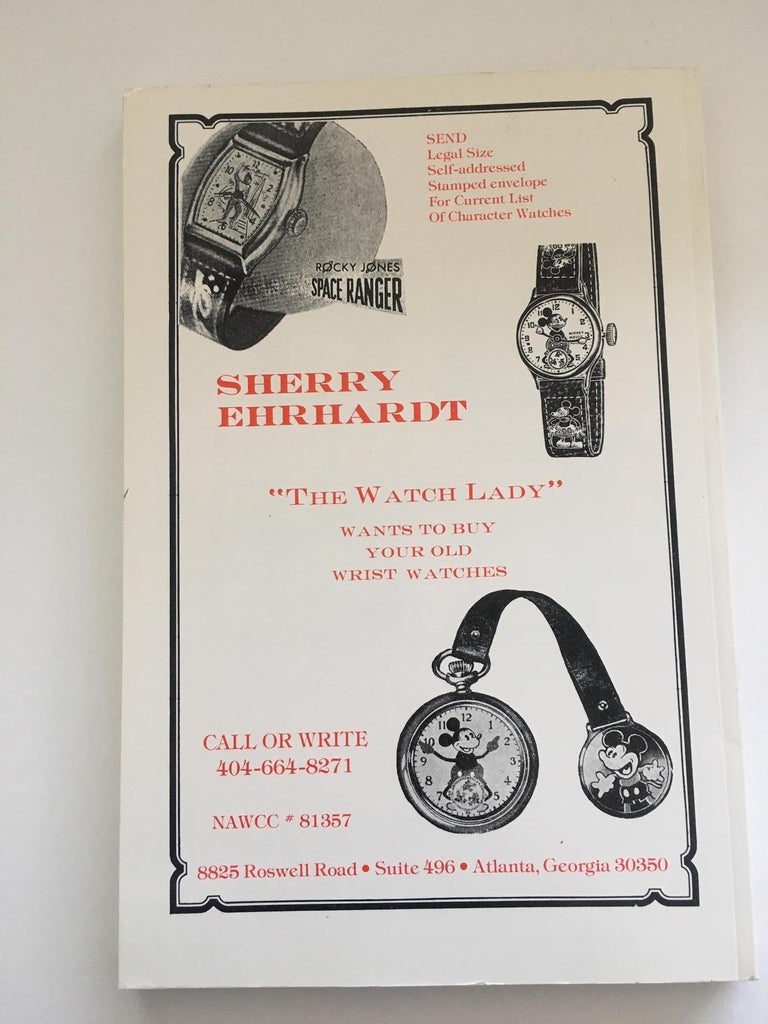 SEND
Legal Size
Self-addressed
Stamped envelope
For Current List
Of Character Watches
RØCKY JØNES
SPACE RANGER
SHERRY
EHRHARDT
"THE WATCH LADY"
WANTS TO BUY
YOUR OLD
WRIST WATCHES
CALL OR WRITE
404-664-8271
NAWCC # 81357
8825 Roswell Road • Suite 496 • Atlanta, Georgia 30350